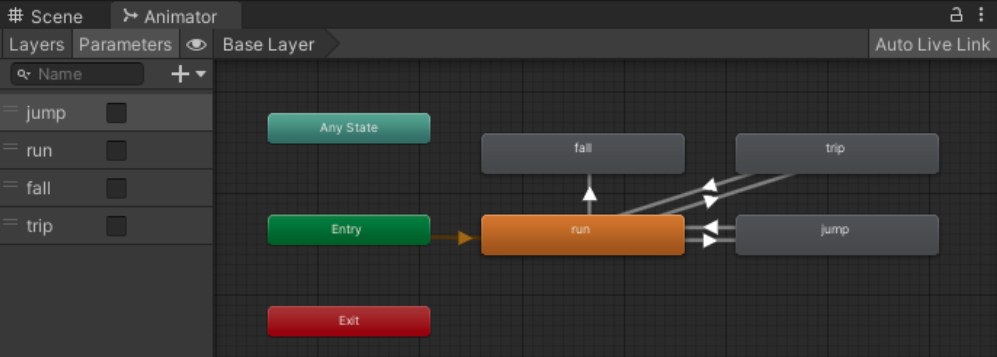 Scene Animator
Layers Parameters Base Layer Auto Live Link
Name
jump
run
fall
trip
Any State
fall
trip
Entry
run
jump
Exit